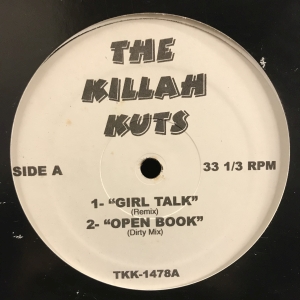 THE
KILLAH
KUTS
SIDE A 33 1/3 RPM
1- “GIRL TALK”
(Remix)
2- “OPEN BOOK”
(Dirty Mix)
TKK-1478A